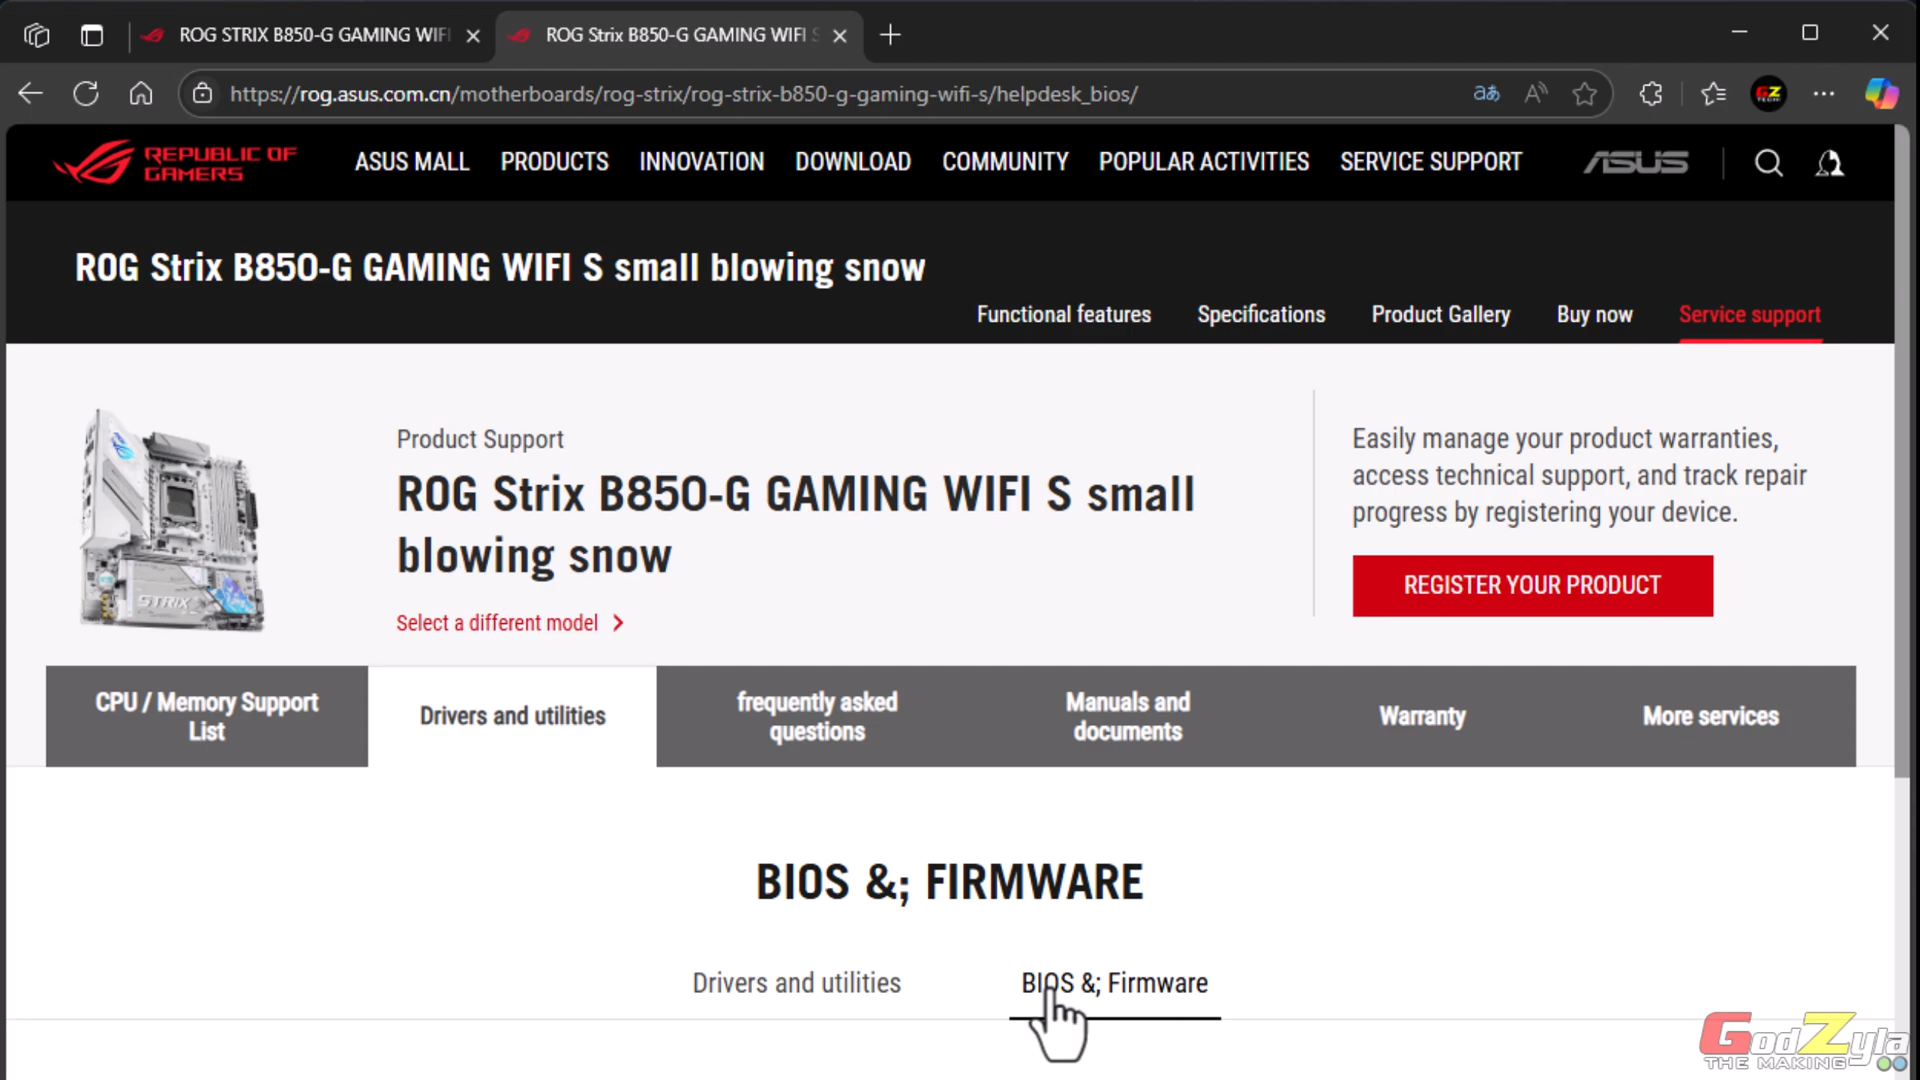 ROG STRIX B850-G GAMING WIFI
ROG Strix B850-G GAMING WIFI S
https://rog.asus.com.cn/motherboards/rog-strix/rog-strix-b850-g-gaming-wifi-s/helpdesk_bios/
REPUBLIC OF
GAMERS
ASUS MALL PRODUCTS INNOVATION DOWNLOAD COMMUNITY POPULAR ACTIVITIES SERVICE SUPPORT
ASUS
ROG Strix B850-G GAMING WIFI S small blowing snow
Functional features Specifications Product Gallery Buy now Service support
Product Support
ROG Strix B850-G GAMING WIFI S small
blowing snow
Select a different model
STRIX
Easily manage your product warranties,
access technical support, and track repair
progress by registering your device.
REGISTER YOUR PRODUCT
CPU / Memory Support
List
Drivers and utilities
frequently asked
questions
Manuals and
documents
Warranty
More services
BIOS &; FIRMWARE
Drivers and utilities
BIOS &; Firmware
GodZyla
THE MAKING